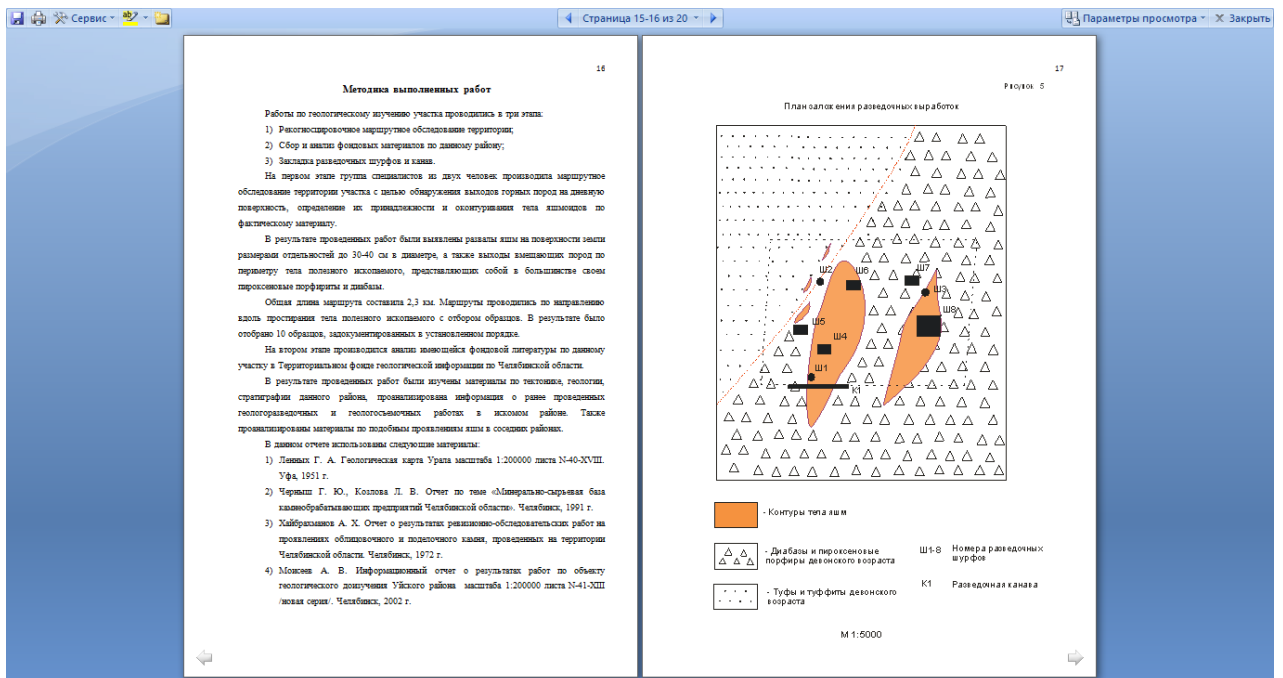 Сервис
Страница 15-16 из 20
Параметры просмотра
Закрыть
16
Методика выполненных работ
Работы по геологическому изучению участка проводились в три этапа:
1) Рекогносцировочное маршрутное обследование территории;
2) Сбор и анализ фондовых материалов по данному району;
3) Закладка разведочных шурфов и канав.
На первом этапе группа специалистов из двух человек производила маршрутное
обследование территории участка с целью обнаружения выходов горных пород на дневную
поверхность, определение их принадлежности и оконтуривания тела яшмоидов по
фактическому материалу.
В результате проведенных работ были выявлены развалы яшм на поверхности земли
размерами отдельностей до 30-40 см в диаметре, а также выходы вмещающих пород по
периметру тела полезного ископаемого, представляющих собой в большинстве своем
пироксеновые порфириты и диабазы.
Общая длина маршрута составила 2,3 км. Маршруты проводились по направлению
вдоль простирания тела полезного ископаемого с отбором образцов. В результате было
отобрано 10 образцов, задокументированных в установленном порядке.
На втором этапе производился анализ имеющейся фондовой литературы по данному
участку в Территориальном фонде геологической информации по Челябинской области.
В результате проведенных работ были изучены материалы по тектонике, геологии,
стратиграфии данного района, проанализирована информация о ранее проведенных
геологоразведочных и геологосъемочных работах в искомом районе. Также
проанализированы материалы по подобным проявлениям яшм в соседних районах.
В данном отчете использованы следующие материалы:
1) Ленных Г. А. Геологическая карта Урала масштаба 1:200000 листа N-40-XVIII.
Уфа, 1951 г.
2) Черныш Г. Ю., Козлова Л. В. Отчет по теме «Минерально-сырьевая база
камнеобрабатывающих предприятий Челябинской области». Челябинск, 1991 г.
3) Хайбрахманов А. Х. Отчет о результатах ревизионно-обследовательских работ на
проявлениях облицовочного и поделочного камня, проведенных на территории
Челябинской области. Челябинск, 1972 г.
4) Моисеев А. В. Информационный отчет о результатах работ по объекту
геологического доизучения Уйского района масштаба 1:200000 листа N-41-XIII
/новая серия/. Челябинск, 2002 г.
17
Рисунок 5
План заложения разведочных выработок
Ш2
Ш6
Ш7
Ш3
Ш5
Ш8
Ш4
Ш1
К1
- Контуры тела яшм
- Диабазы и пироксеновые
порфиры девонского возраста
Ш1-8 Номера разведочных
шурфов
К1 Разведочная канава
- Туфы и туффиты девонского
возраста
М 1:5000